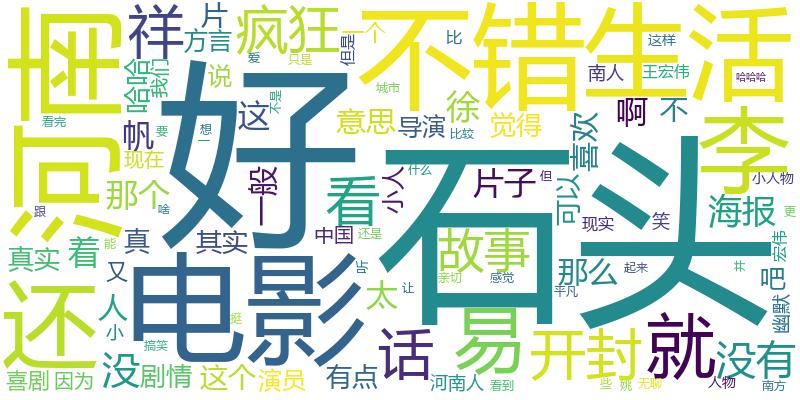 河南
祥
片
方言
疯狂
但是
一个
爱
只是
比
不错
生活
这样
南人
王宏伟
哈哈哈
城市
哈哈
我们
说
看完
帆
要
现在
不是
这
想
一
好
意思
导演
徐
比较
觉得
啊
不
喜欢
李
小人物
可以
什么
但
片子
石头
小人
看
一般
那个
跟
啥
着
真实
真
其实
中国
还是
故事
亲切
感觉
那么
现实
笑
海报
更
宏伟
吧
幽默
井
起来
平凡
让
太
后
电影
能
又
人
小
还
挺
搞笑
喜剧
因为
没
剧情
这个
演员
有点
话
河南人
易
看到
开封
些
姚
无聊
就
人物
没有
南方